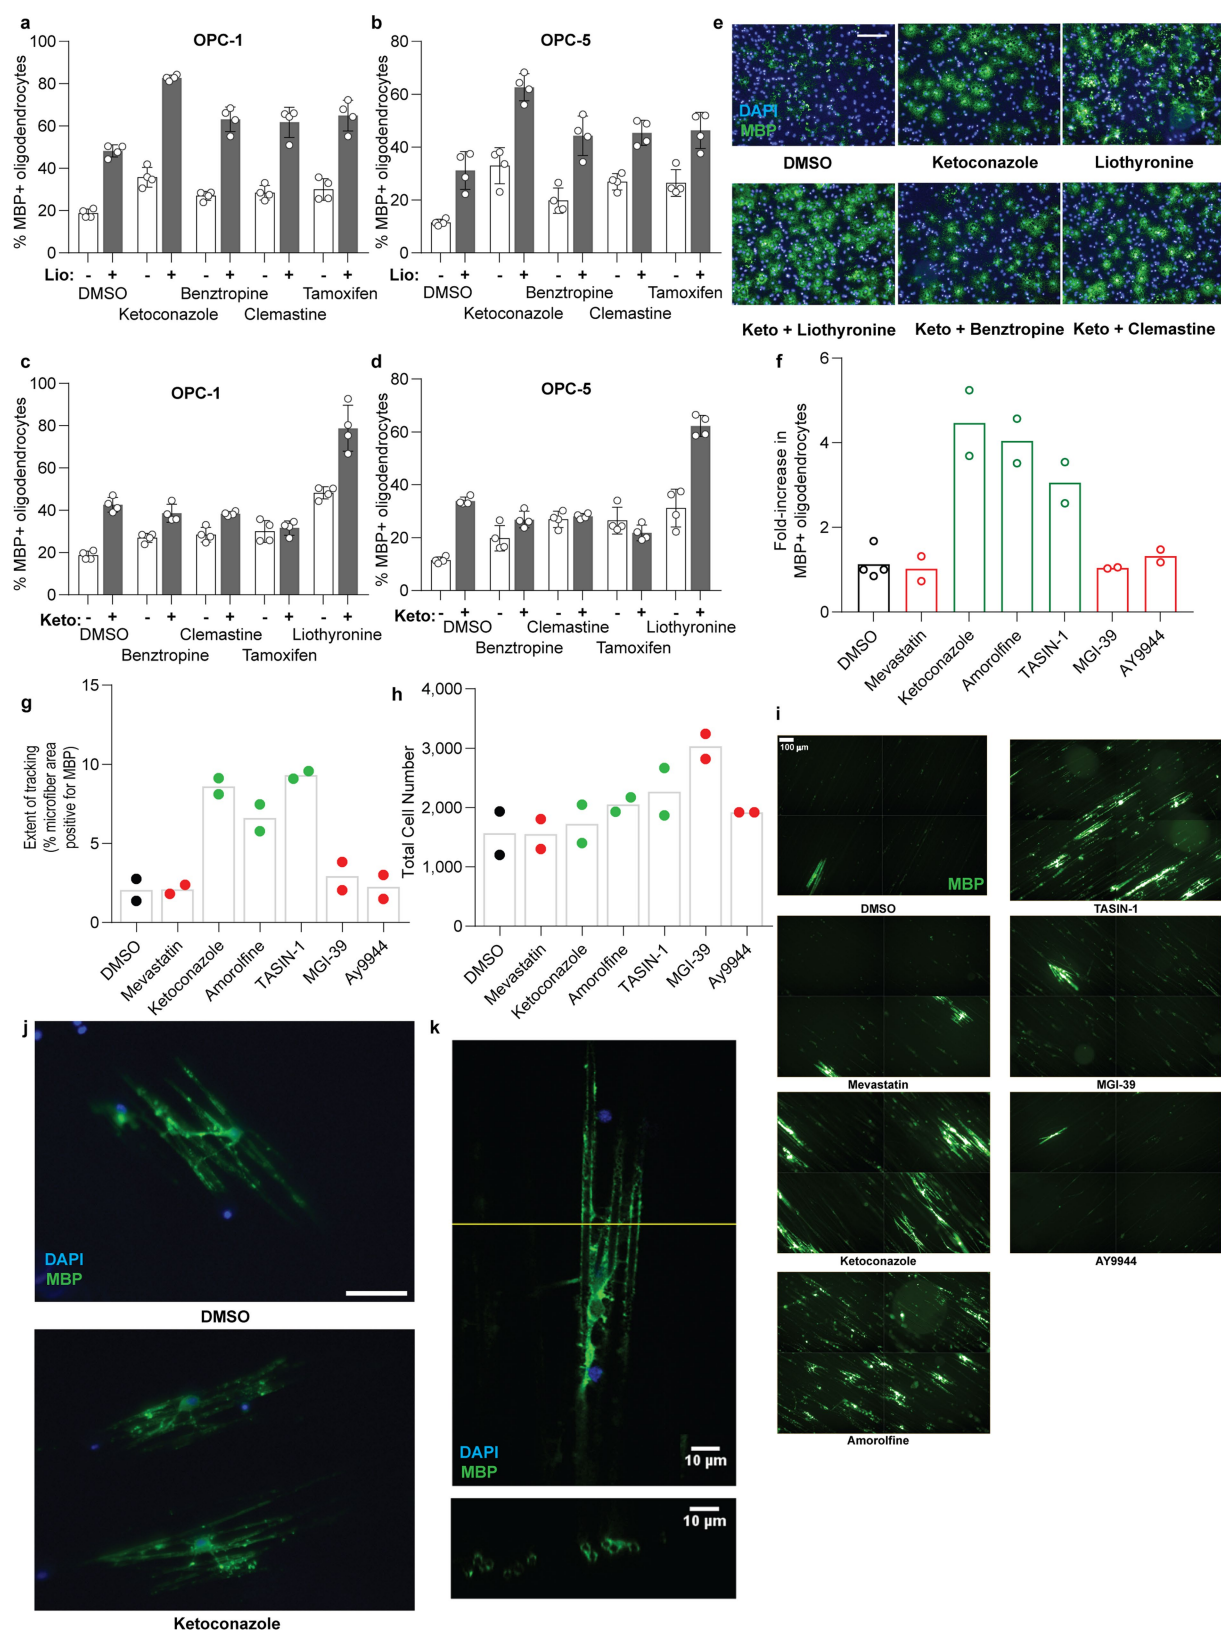 a
OPC-1
% MBP+ oligodendrocytes
100
80
60
40
20
0
Lio: - + - + - + - + - +
DMSO Benztropine Tamoxifen
Ketoconazole Clemastine
b
OPC-5
% MBP+ oligodendrocytes
80
60
40
20
0
Lio: - + - + - + - + - +
DMSO Benztropine Tamoxifen
Ketoconazole Clemastine
e
DAPI
MBP
DMSO Ketoconazole Liothyronine
Keto + Liothyronine Keto + Benztropine Keto + Clemastine
c
OPC-1
% MBP+ oligodendrocytes
100
80
60
40
20
0
Keto: - + - + - + - + - +
DMSO Clemastine Liothyronine
Benztropine Tamoxifen
d
OPC-5
% MBP+ oligodendrocytes
80
60
40
20
0
Keto: - + - + - + - + - +
DMSO Clemastine Liothyronine
Benztropine Tamoxifen
f
Fold-increase in
MBP+ oligodendrocytes
6
4
2
0
DMSO
Mevastatin
Ketoconazole
Amorolfine
TASIN-1
MGI-39
AY9944
g
Extent of tracking
(% microfiber area
positive for MBP)
15
10
5
0
DMSO
Mevastatin
Ketoconazole
Amorolfine
TASIN-1
MGI-39
Ay9944
h
Total Cell Number
4,000
3,000
2,000
1,000
0
DMSO
Mevastatin
Ketoconazole
Amorolfine
TASIN-1
MGI-39
Ay9944
i
100 µm
MBP
DMSO
TASIN-1
Mevastatin
MGI-39
Ketoconazole
AY9944
Amorolfine
j
DAPI
MBP
DMSO
Ketoconazole
k
DAPI
MBP
10 µm
10 µm